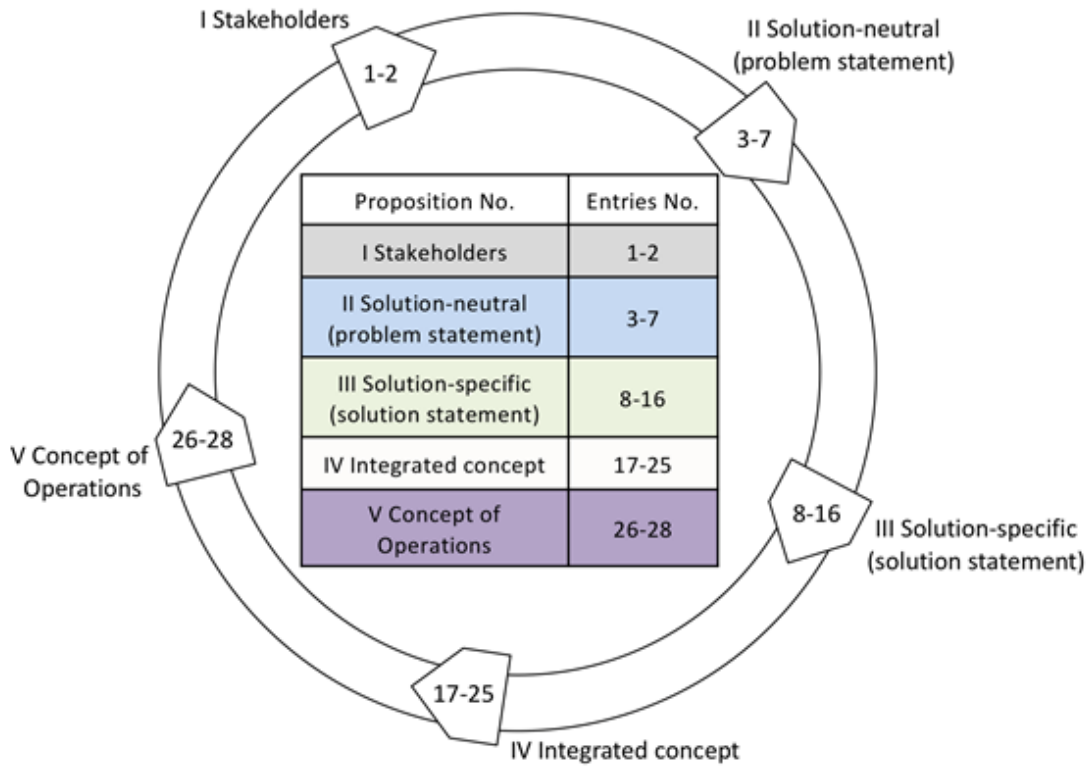 I Stakeholders
1-2
II Solution-neutral
(problem statement)
3-7
Proposition No. Entries No.
I Stakeholders 1-2
II Solution-neutral
(problem statement) 3-7
III Solution-specific
(solution statement) 8-16
IV Integrated concept 17-25
V Concept of
Operations 26-28
8-16
III Solution-specific
(solution statement)
17-25
IV Integrated concept
26-28
V Concept of
Operations